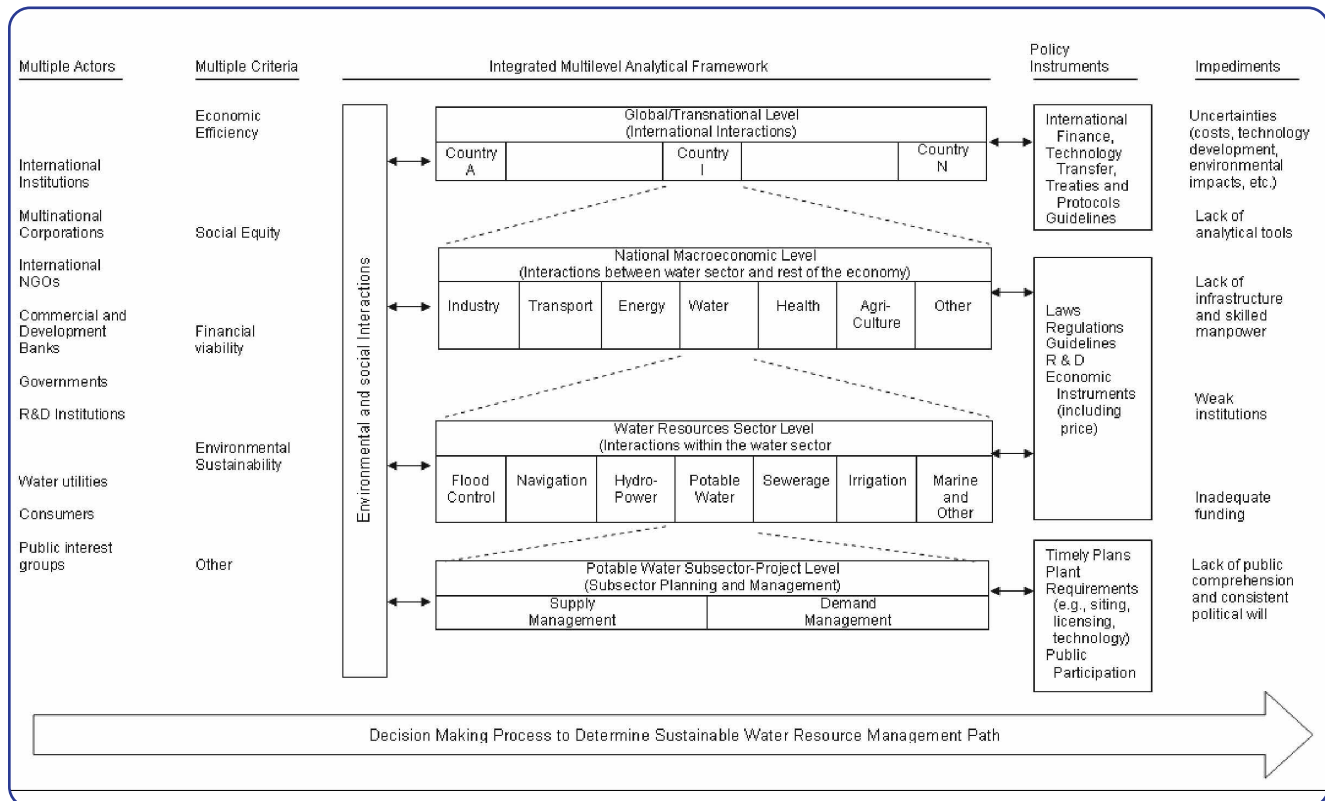 Multiple Actors
Multiple Criteria
Integrated Multilevel Analytical Framework
Policy
Instruments
Impediments
International
Institutions
Multinational
Corporations
International
NGOs
Commercial and
Development
Banks
Governments
R&D Institutions
Water utilities
Consumers
Public interest
groups
Economic
Efficiency
Social Equity
Financial
viability
Environmental
Sustainability
Other
Environmental and social Interactions
Global/Transnational Level
(International Interactions)
Country
A
Country
I
Country
N
National Macroeconomic Level
(Interactions between water sector and rest of the economy)
Industry
Transport
Energy
Water
Health
Agri-
Culture
Other
Water Resources Sector Level
(Interactions within the water sector
Flood
Control
Navigation
Hydro-
Power
Potable
Water
Sewerage
Irrigation
Marine
and
Other
Potable Water Subsector-Project Level
(Subsector Planning and Management)
Supply
Management
Demand
Management
International
Finance,
Technology
Transfer,
Treaties and
Protocols
Guidelines
Laws
Regulations
Guidelines
R & D
Economic
Instruments
(including
price)
Timely Plans
Plant
Requirements
(e.g., siting,
licensing,
technology)
Public
Participation
Uncertainties
(costs, technology
development,
environmental
impacts, etc.)
Lack of
analytical tools
Lack of
infrastructure
and skilled
manpower
Weak
institutions
Inadequate
funding
Lack of public
comprehension
and consistent
political will
Decision Making Process to Determine Sustainable Water Resource Management Path